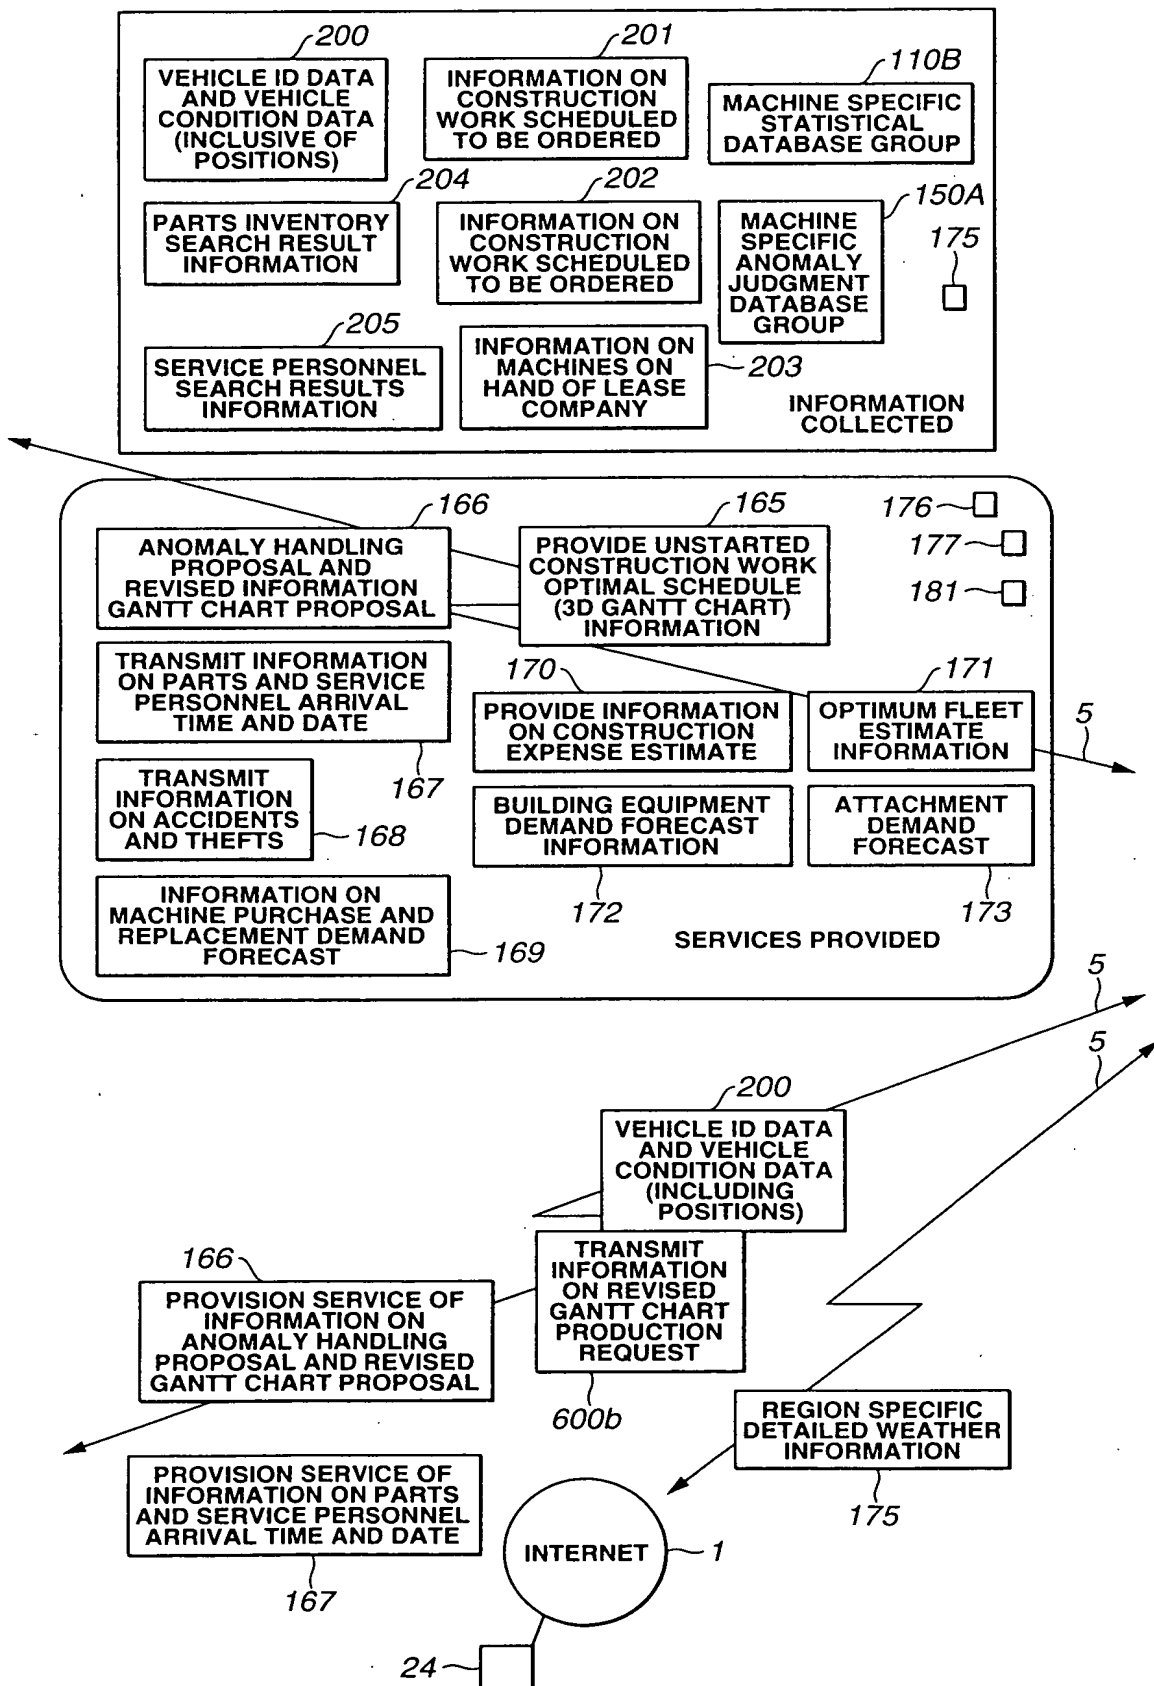 200
VEHICLE ID DATA
AND VEHICLE
CONDITION DATA
(INCLUSIVE OF
POSITIONS)
201
INFORMATION ON
CONSTRUCTION
WORK SCHEDULED
TO BE ORDERED
110B
MACHINE SPECIFIC
STATISTICAL
DATABASE GROUP
204
PARTS INVENTORY
SEARCH RESULT
INFORMATION
202
INFORMATION ON
CONSTRUCTION
WORK SCHEDULED
TO BE ORDERED
150A
MACHINE
SPECIFIC
ANOMALY
JUDGMENT
DATABASE
GROUP
175
205
SERVICE PERSONNEL
SEARCH RESULTS
INFORMATION
INFORMATION ON
MACHINES ON
HAND OF LEASE
COMPANY
203
INFORMATION
COLLECTED
166
ANOMALY HANDLING
PROPOSAL AND
REVISED INFORMATION
GANTT CHART PROPOSAL
165
PROVIDE UNSTARTED
CONSTRUCTION WORK
OPTIMAL SCHEDULE
(3D GANTT CHART)
INFORMATION
176
177
181
TRANSMIT INFORMATION
ON PARTS AND SERVICE
PERSONNEL ARRIVAL
TIME AND DATE
167
170
PROVIDE INFORMATION
ON CONSTRUCTION
EXPENSE ESTIMATE
171
OPTIMUM FLEET
ESTIMATE
INFORMATION
5
TRANSMIT
INFORMATION
ON ACCIDENTS
AND THEFTS
168
BUILDING EQUIPMENT
DEMAND FORECAST
INFORMATION
172
ATTACHMENT
DEMAND
FORECAST
173
INFORMATION ON
MACHINE PURCHASE AND
REPLACEMENT DEMAND
FORECAST
169
SERVICES PROVIDED
5
5
200
VEHICLE ID DATA
AND VEHICLE
CONDITION DATA
(INCLUDING
POSITIONS)
TRANSMIT
INFORMATION
ON REVISED
GANTT CHART
PRODUCTION
REQUEST
600b
166
PROVISION SERVICE OF
INFORMATION ON
ANOMALY HANDLING
PROPOSAL AND REVISED
GANTT CHART PROPOSAL
REGION SPECIFIC
DETAILED WEATHER
INFORMATION
175
PROVISION SERVICE OF
INFORMATION ON PARTS
AND SERVICE PERSONNEL
ARRIVAL TIME AND DATE
167
INTERNET
1
24